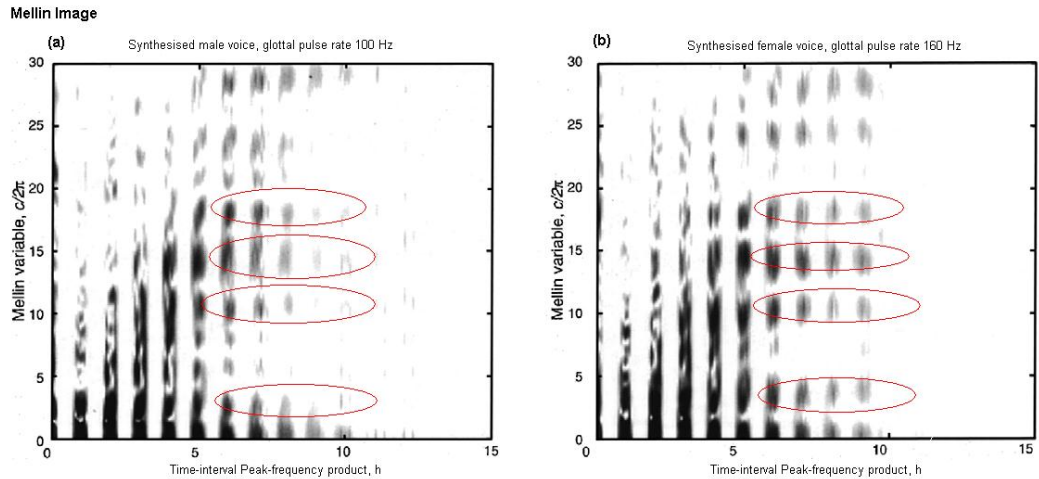 Mellin Image
(a)
Synthesised male voice, glottal pulse rate 100 Hz
30
25
20
15
10
5
0
Mellin variable, c/2π
0 5 10 15
Time-interval Peak-frequency product, h
(b)
Synthesised female voice, glottal pulse rate 160 Hz
30
25
20
15
10
5
0
Mellin variable, c/2π
0 5 10 15
Time-interval Peak-frequency product, h